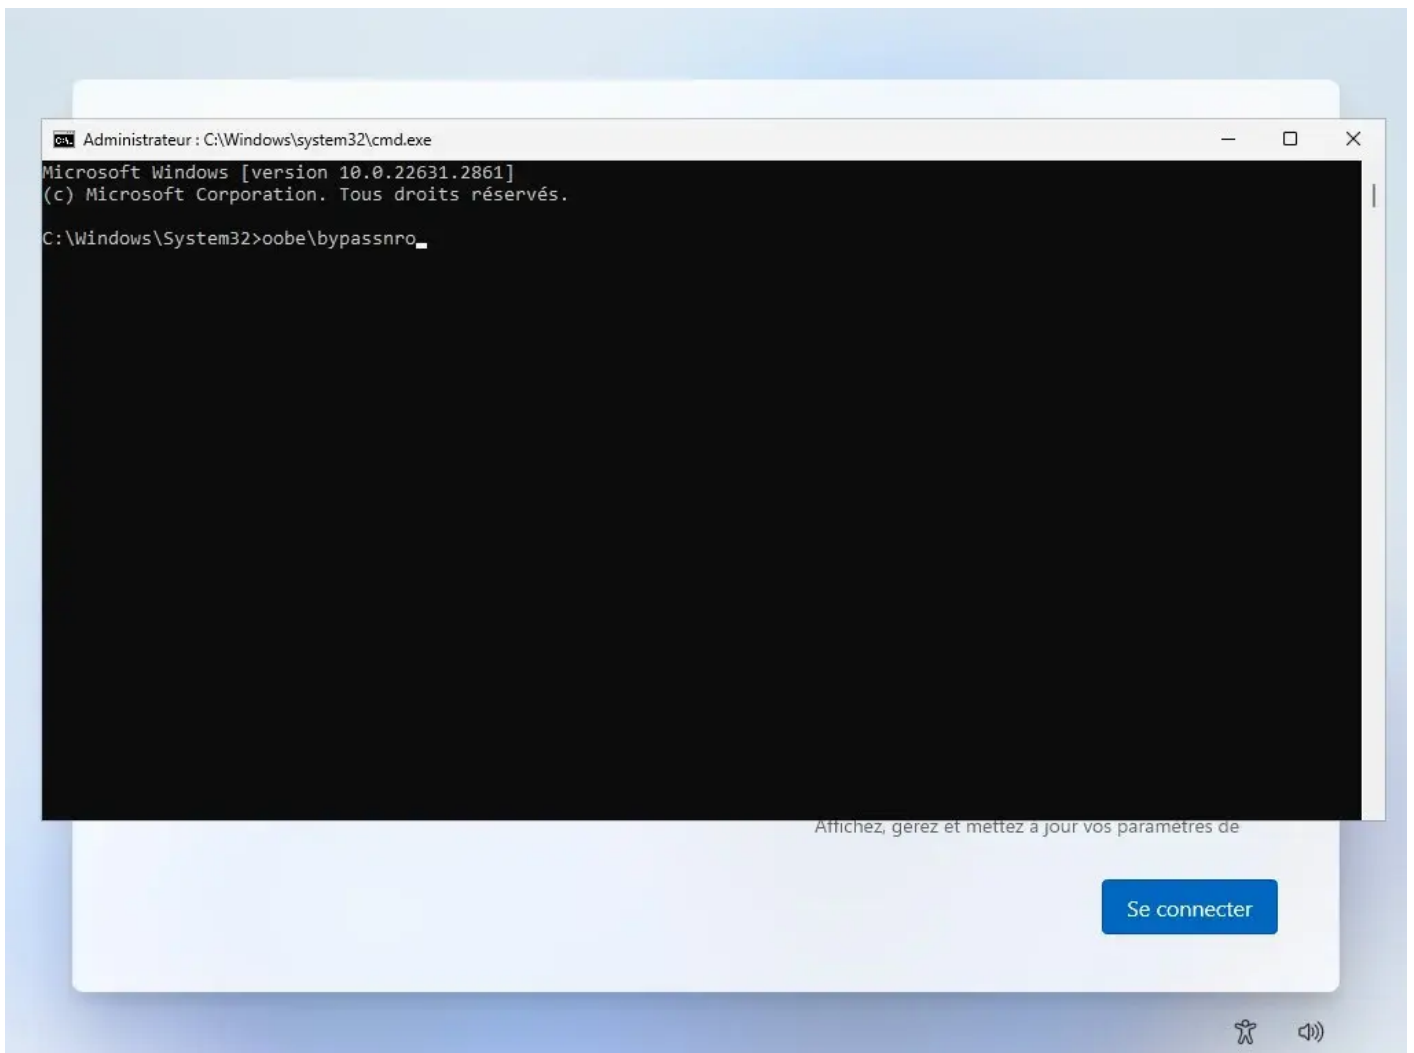 Administrateur : C:\Windows\system32\cmd.exe
Microsoft Windows [version 10.0.22631.2861]
(c) Microsoft Corporation. Tous droits réservés.
C:\Windows\System32>oobe\bypassnro
Affichez, gérez et mettez à jour vos paramètres de
Se connecter